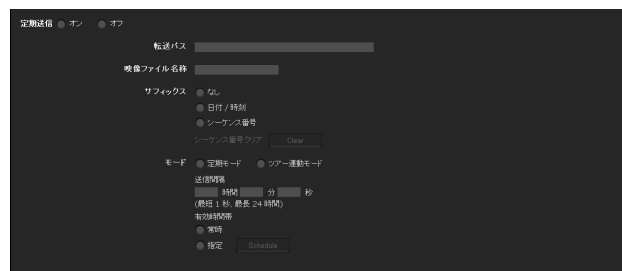 定期送信 オン オフ
転送パス
映像ファイル名称
サフィックス なし
日付 / 時刻
シーケンス番号
シーケンス番号クリア Clear
モード 定期モード ツアー連動モード
送信間隔
時間 分 秒
(最短 1 秒、最長 24 時間)
有効時間帯
常時
指定 Schedule